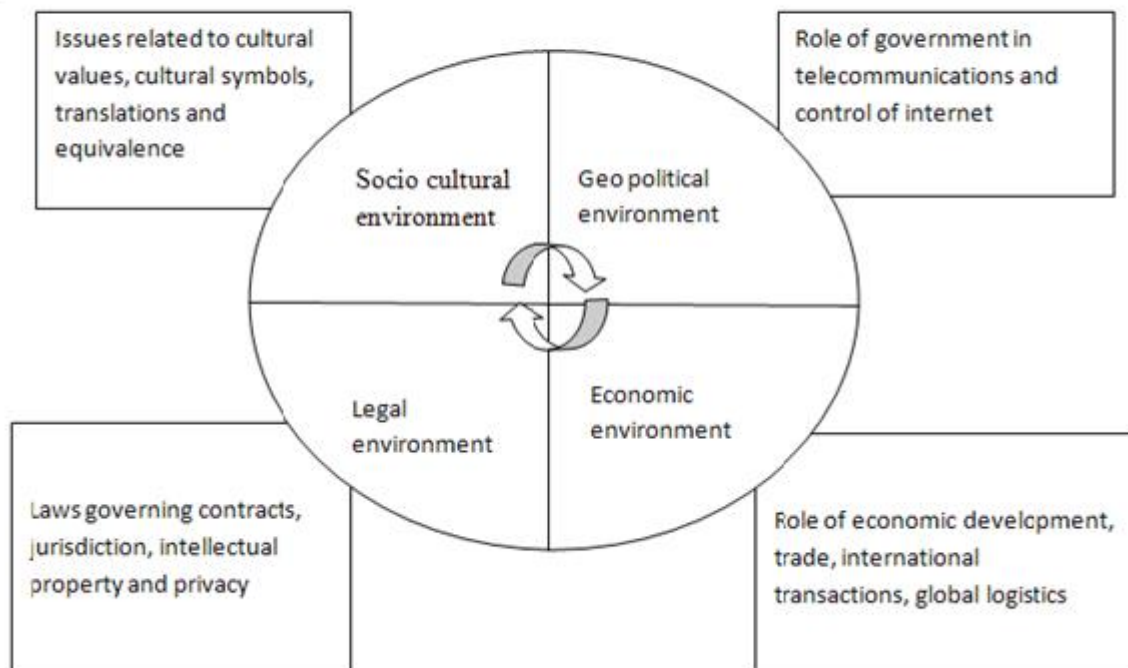 Issues related to cultural
values, cultural symbols,
translations and
equivalence
Role of government in
telecommunications and
control of internet
Socio cultural
environment
Geo political
environment
Legal
environment
Economic
environment
Laws governing contracts,
jurisdiction, intellectual
property and privacy
Role of economic development,
trade, international
transactions, global logistics